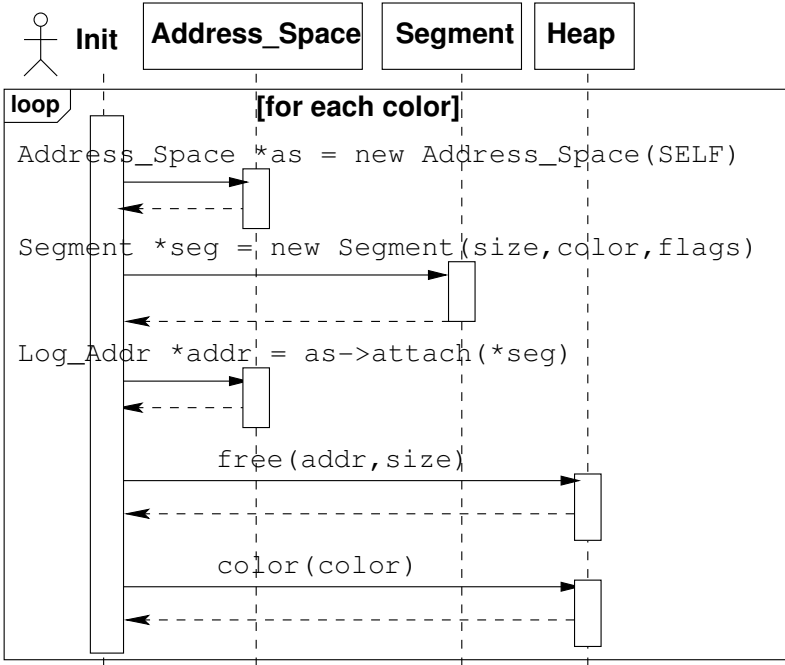 Init Address_Space Segment Heap
loop [for each color]
Address_Space *as = new Address_Space(SELF)
Segment *seg = new Segment(size,color,flags)
Log_Addr *addr = as->attach(*seg)
free(addr,size)
color(color)